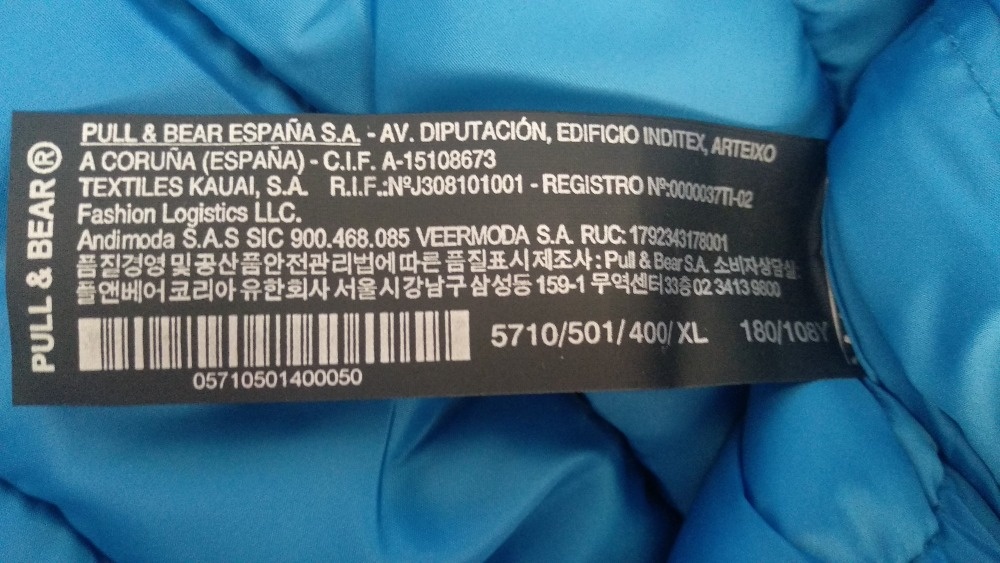 PULL & BEAR®
PULL & BEAR ESPAÑA S.A. - AV. DIPUTACIÓN, EDIFICIO INDITEX, ARTEIXO
A CORUÑA (ESPAÑA) - C.I.F. A-15108673
TEXTILES KAUAI, S.A. R.I.F.:NºJ308101001 - REGISTRO Nº:0000037TI-02
Fashion Logistics LLC.
Andimoda S.A.S SIC 900.468.085 VEERMODA S.A. RUC: 1792343178001
품질경영 및 공산품안전관리법에 따른 품질표시 제조사 : Pull & Bear S.A. 소비자상담실:
풀앤베어 코리아 유한회사 서울시 강남구 삼성동 159-1 무역센터 33층 02 3413 9800
5710/501/400/XL 180/108Y
05710501400050